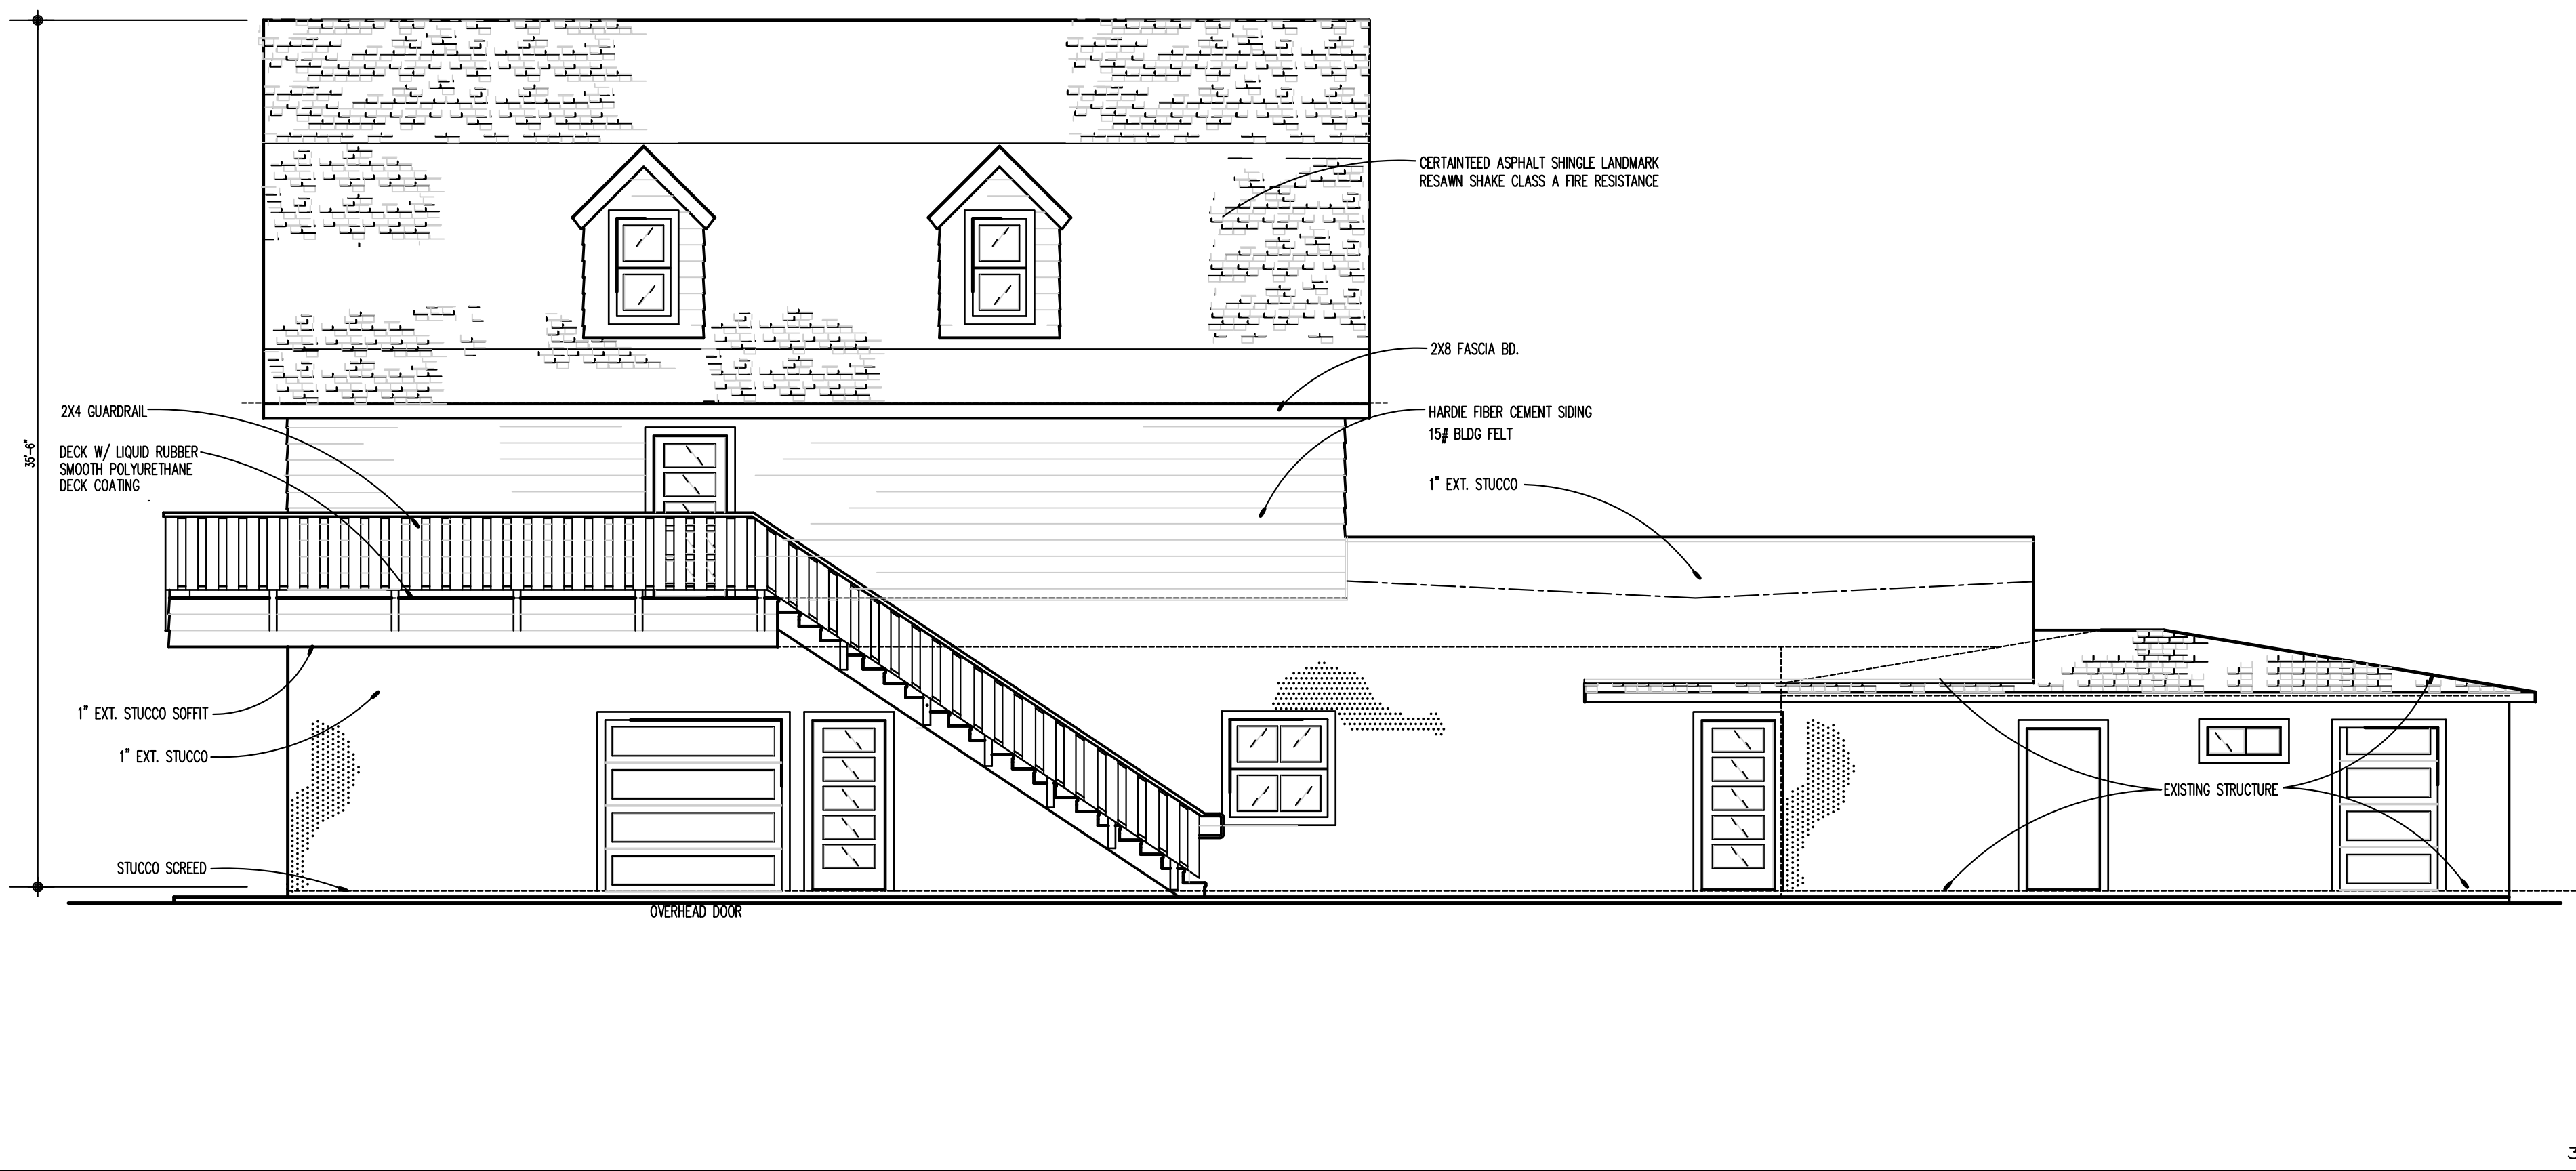 CERTAINTEED ASPHALT SHINGLE LANDMARK
RESAWN SHAKE CLASS A FIRE RESISTANCE
2X8 FASCIA BD.
2X4 GUARDRAIL
HARDIE FIBER CEMENT SIDING
15# BLDG FELT
35'-6"
DECK W/ LIQUID RUBBER
SMOOTH POLYURETHANE
DECK COATING
1" EXT. STUCCO
1" EXT. STUCCO SOFFIT
1" EXT. STUCCO
EXISTING STRUCTURE
STUCCO SCREED
OVERHEAD DOOR